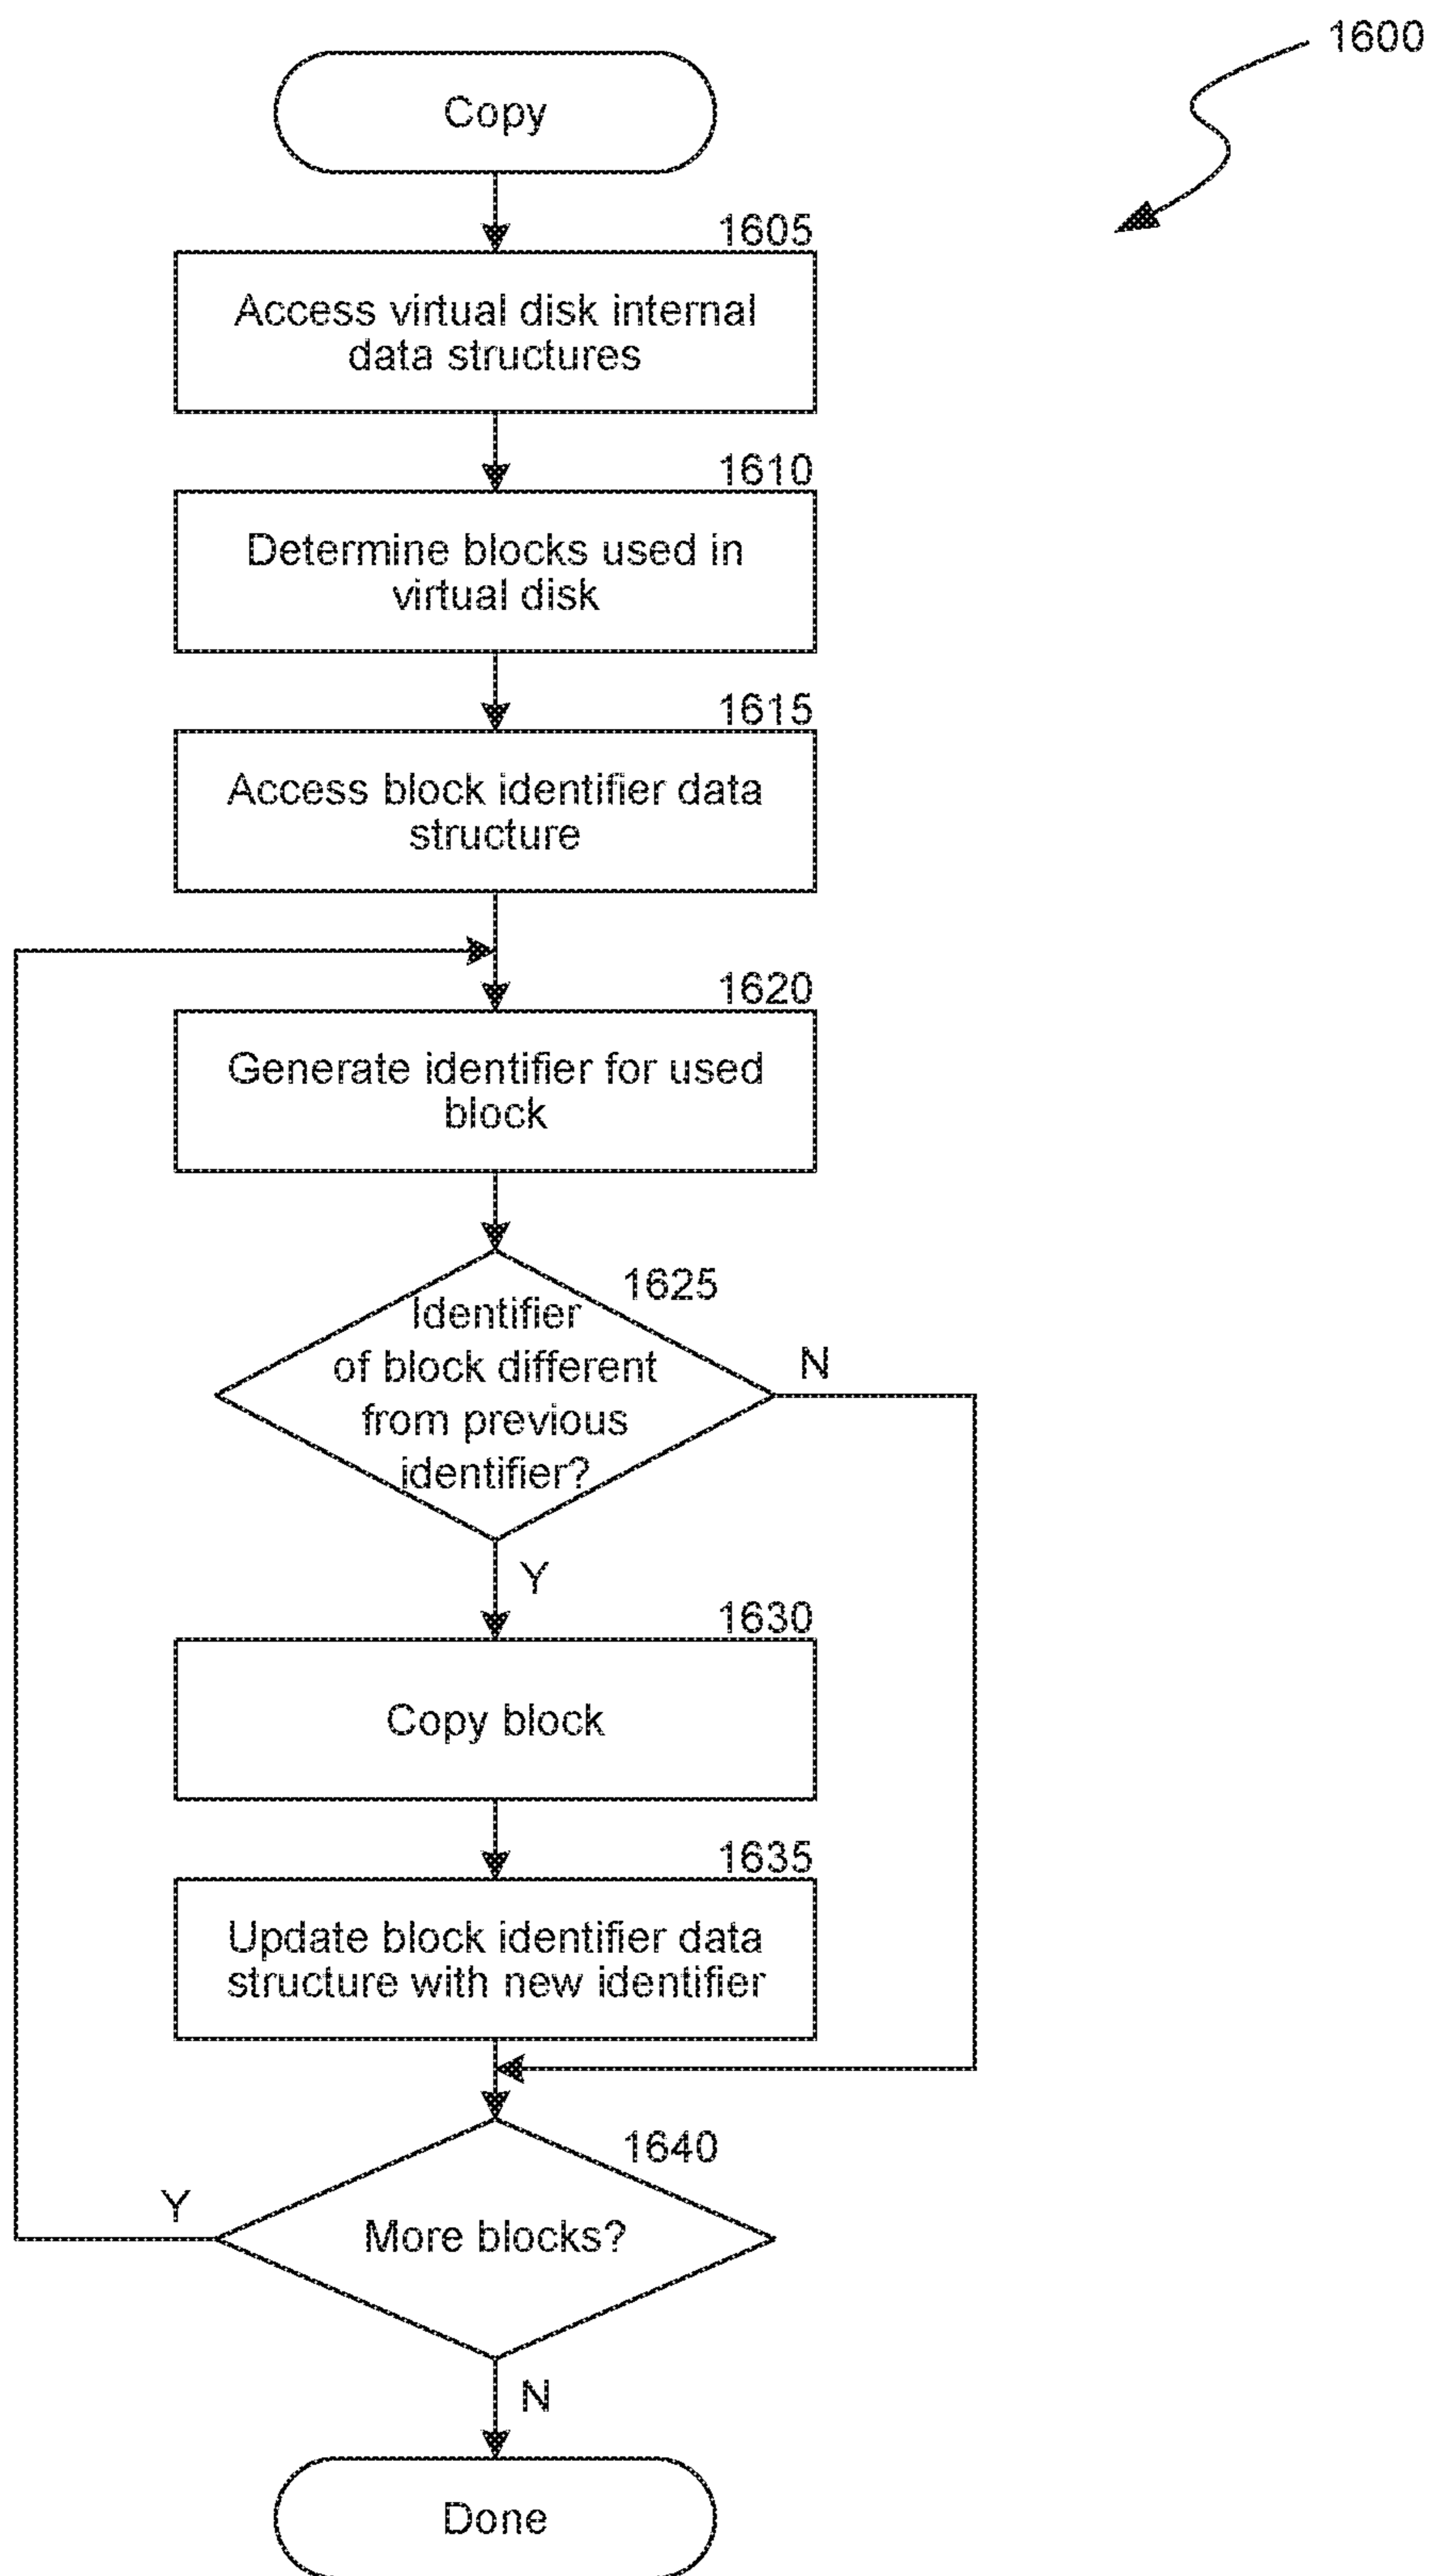 1600
Copy
1605
Access virtual disk internal
data structures
1610
Determine blocks used in
virtual disk
1615
Access block identifier data
structure
1620
Generate identifier for used
block
1625
Identifier
of block different
from previous
identifier?
N
Y
1630
Copy block
1635
Update block identifier data
structure with new identifier
1640
More blocks?
Y
N
Done